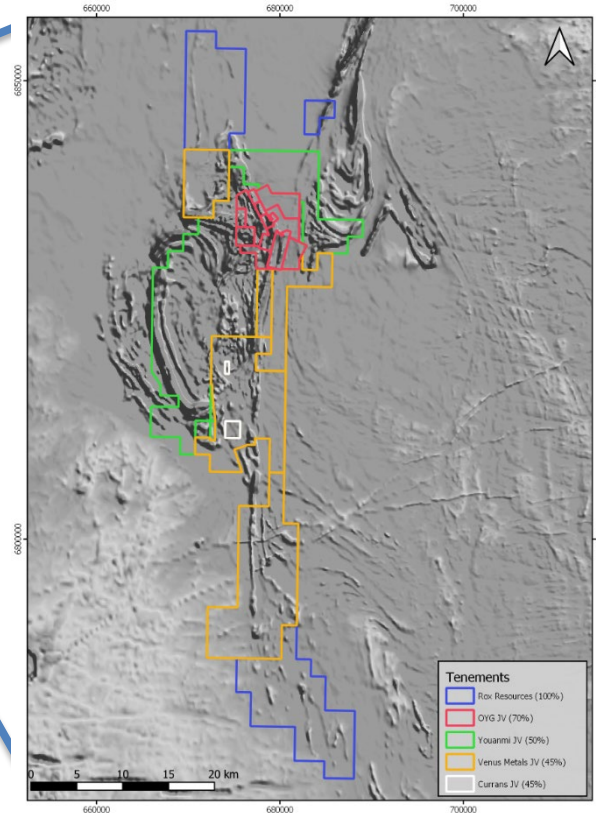 660000 680000 700000
6850000
6800000
Tenements
Rox Resources (100%)
OYG JV (70%)
Youanmi JV (50%)
Venus Metals JV (45%)
Currans JV (45%)
0 5 10 15 20 km
660000 680000 700000